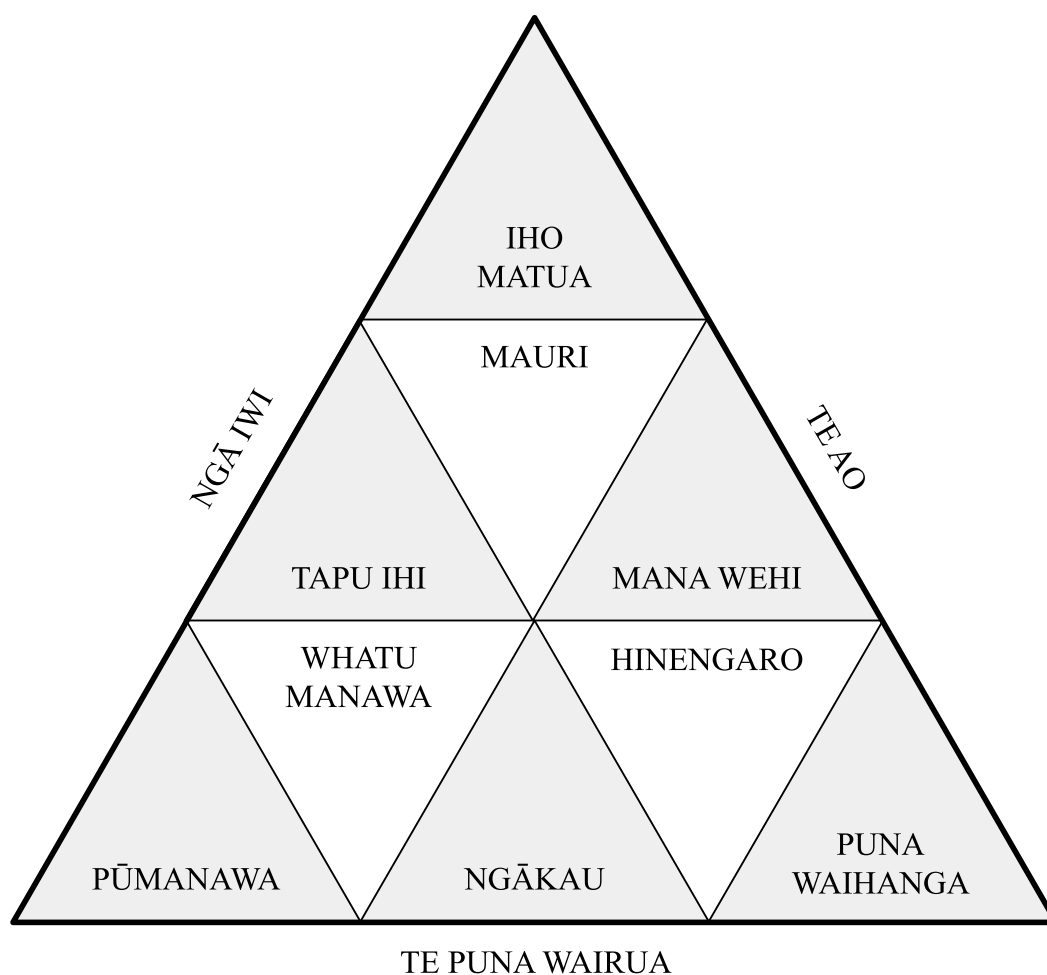 IHO
MATUA
MAURI
NGĀ IWI
TE AO
TAPU IHI
MANA WEHI
WHATU
MANAWA
HINENGARO
PŪMANAWA
NGĀKAU
PUNA
WAIHANGA
TE PUNA WAIRUA